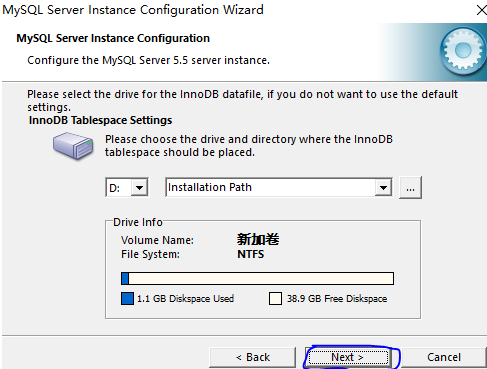 MySQL Server Instance Configuration Wizard
MySQL Server Instance Configuration
Configure the MySQL Server 5.5 server instance.
Please select the drive for the InnoDB datafile, if you do not want to use the default
settings.
InnoDB Tablespace Settings
Please choose the drive and directory where the InnoDB
tablespace should be placed.
D: Installation Path ...
Drive Info
Volume Name: 新加卷
File System: NTFS
1.1 GB Diskspace Used 38.9 GB Free Diskspace
< Back Next > Cancel